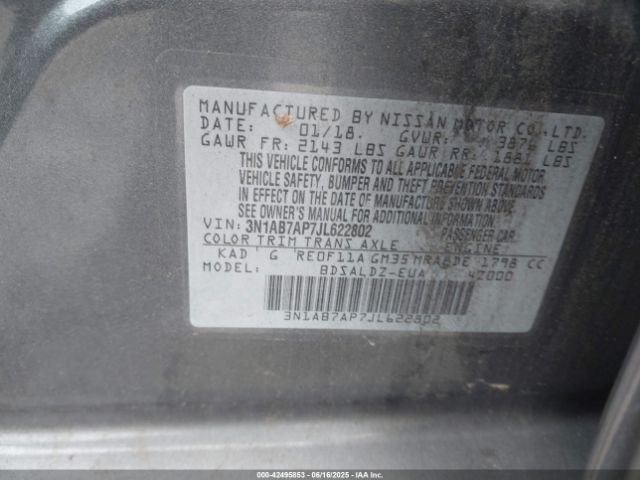 MANUFACTURED BY NISSAN MOTOR CO., LTD.
DATE: 01/18. GVWR: 3876 LBS
GAWR FR: 2143 LBS GAWR RR: 1881 LBS
THIS VEHICLE CONFORMS TO ALL APPLICABLE FEDERAL MOTOR
VEHICLE SAFETY, BUMPER AND THEFT PREVENTION STANDARDS
IN EFFECT ON THE DATE OF MANUFACTURE SHOWN ABOVE.
SEE OWNER'S MANUAL FOR ADDITIONAL INFORMATION
VIN: 3N1AB7AP7JL622802 PASSENGER CAR
COLOR TRIM TRANS AXLE ENGINE
KAD G RE0F11A GM35 MRA8DE 1798 CC
MODEL: BDSALDZ-EUA 42000
3N1AB7AP7JL622802
000-42495853 06/16/2025 IAAI.COM